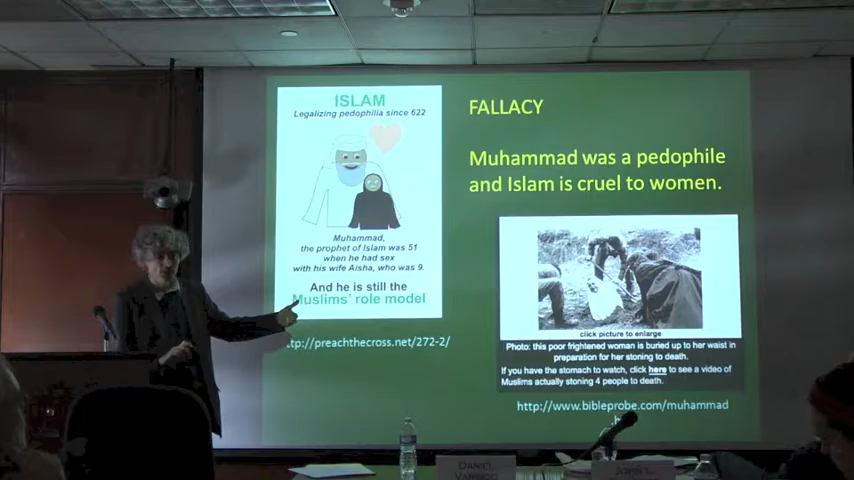 ISLAM
Legalizing pedophilia since 622
Muhammad,
the prophet of Islam was 51
when he had sex
with his wife Aisha, who was 9.
And he is still the
Muslims' role model
http://preachthecross.net/272-2/
FALLACY
Muhammad was a pedophile
and Islam is cruel to women.
click picture to enlarge
Photo: this poor frightened woman is buried up to her waist in
preparation for her stoning to death.
If you have the stomach to watch, click here to see a video of
Muslims actually stoning 4 people to death.
http://www.bibleprobe.com/muhammad
DANIEL
JOHN